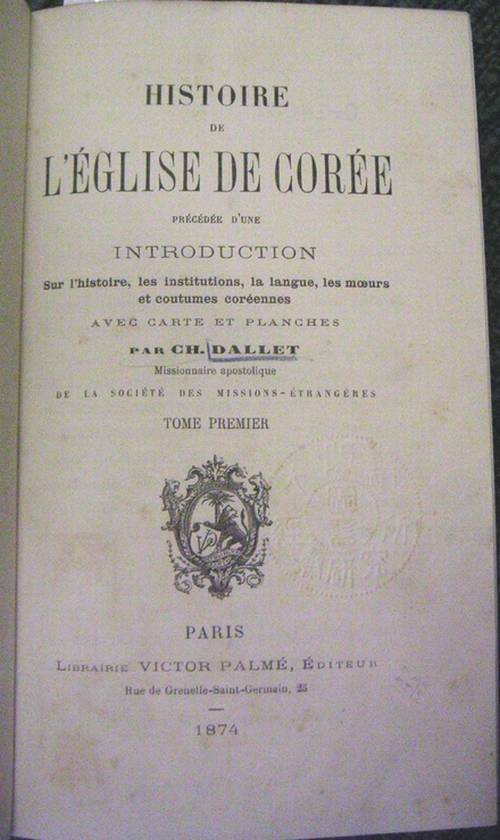 HISTOIRE
DE
L'ÉGLISE DE CORÉE
PRÉCÉDÉE D'UNE
INTRODUCTION
Sur l'histoire, les institutions, la langue, les mœurs
et coutumes coréennes
AVEC CARTE ET PLANCHES
PAR CH. DALLET
Missionnaire apostolique
DE LA SOCIÉTÉ DES MISSIONS-ÉTRANGÈRES
TOME PREMIER
PARIS
LIBRAIRIE VICTOR PALMÉ, ÉDITEUR
Rue de Grenelle-Saint-Germain, 25
1874